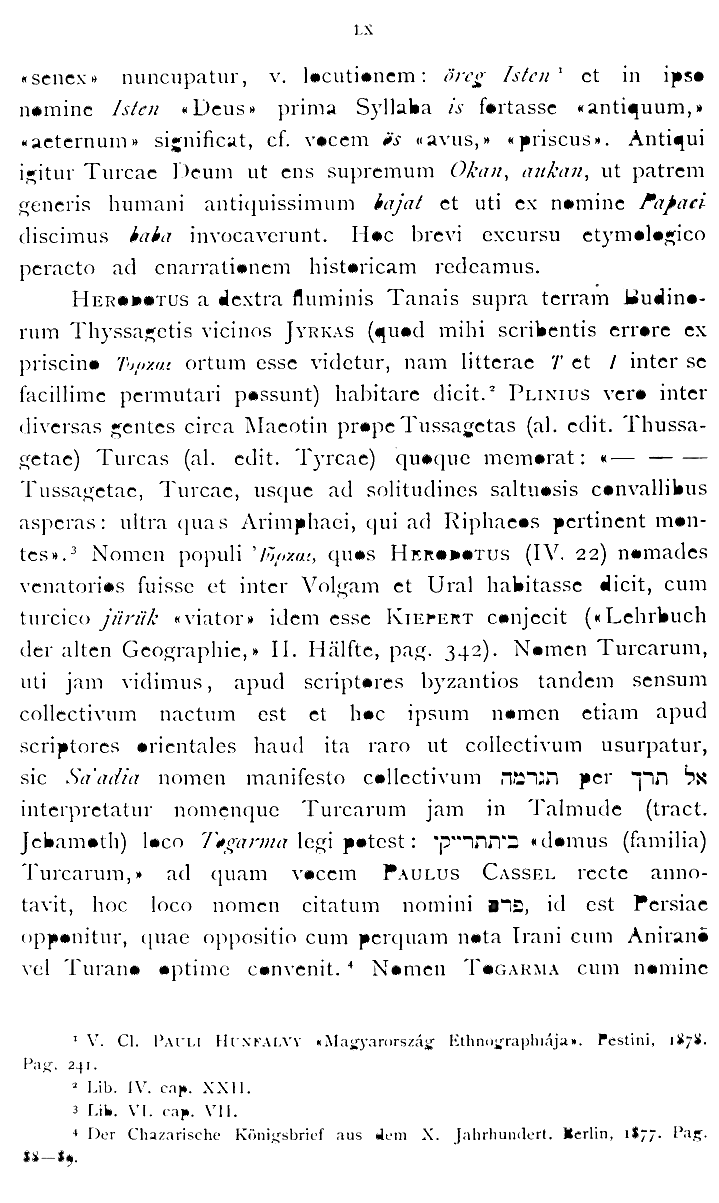 LX
«senex» nuncupatur, v. locutionem: öreg Isten ¹ et in ipso
nomine Isten «Deus» prima Syllaba is fortasse «antiquum,»
«aeternum» significat, cf. vocem ős «avus,» «priscus». Antiqui
igitur Turcae Deum ut ens supremum Okan, aukan, ut patrem
generis humani antiquissimum bajat et uti ex nomine Papaei
discimus baba invocaverunt. Hoc brevi excursu etymologico
peracto ad enarrationem historicam redeamus.
HERODOTUS a dextra fluminis Tanais supra terram Budino-
rum Thyssagetis vicinos JYRKAS (quod mihi scribentis errore ex
priscino Τυρκαι ortum esse videtur, nam litterae T et I inter se
facillime permutari possunt) habitare dicit.² PLINIUS vero inter
diversas gentes circa Maeotin prope Tussagetas (al. edit. Thussa-
getae) Turcas (al. edit. Tyrcae) quoque memorat: «— — —
Tussagetae, Turcae, usque ad solitudines saltuosis convallibus
asperas: ultra quas Arimphaei, qui ad Riphaeos pertinent mon-
tes».³ Nomen populi Ἰύρκαι, quos HERODOTUS (IV. 22) nomades
venatorios fuisse et inter Volgam et Ural habitasse dicit, cum
turcico jürük «viator» idem esse KIEPERT conjecit («Lehrbuch
der alten Geographie,» II. Hälfte, pag. 342). Nomen Turcarum,
uti jam vidimus, apud scriptores byzantios tandem sensum
collectivum nactum est et hoc ipsum nomen etiam apud
scriptores orientales haud ita raro ut collectivum usurpatur,
sic Sa'adia nomen manifesto collectivum תגרמה per אל תרך
interpretatur nomenque Turcarum jam in Talmude (tract.
Jebamoth) loco Togarma legi potest: ביתתרייקי «domus (familia)
Turcarum,» ad quam vocem PAULUS CASSEL recte anno-
tavit, hoc loco nomen citatum nomini פרס, id est Persiae
opponitur, quae oppositio cum perquam nota Irani cum Anirano
vel Turano optime convenit.⁴ Nomen TOGARMA cum nomine
¹ V. Cl. PAULI HUNFALVY «Magyarország Ethnographiája». Pestini, 1878.
Pag. 241.
² Lib. IV. cap. XXII.
³ Lib. VI. cap. VII.
⁴ Der Chazarische Königsbrief aus dem X. Jahrhundert. Berlin, 1877. Pag.
88—89.